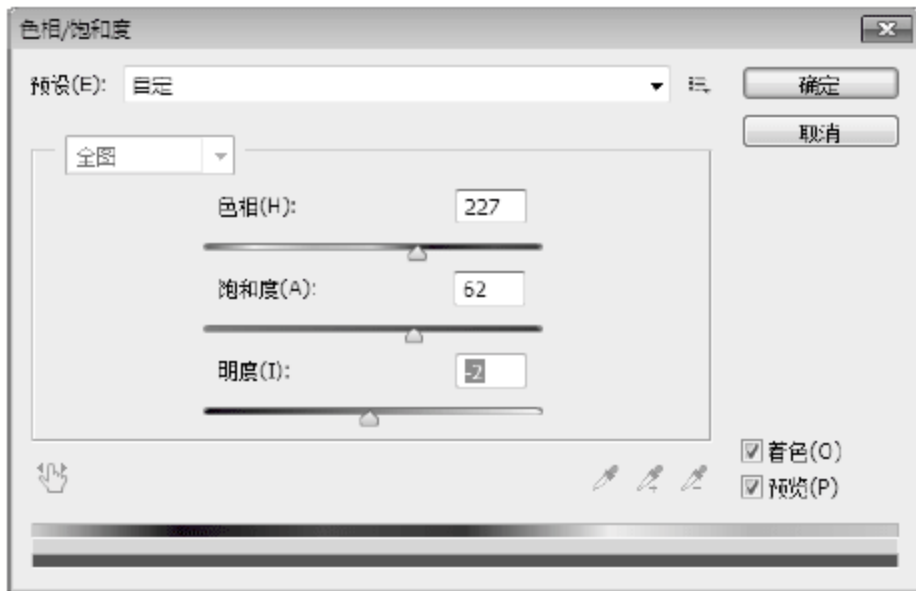 色相/饱和度
预设(E): 自定
确定
取消
全图
色相(H): 227
饱和度(A): 62
明度(I): -2
着色(O)
预览(P)